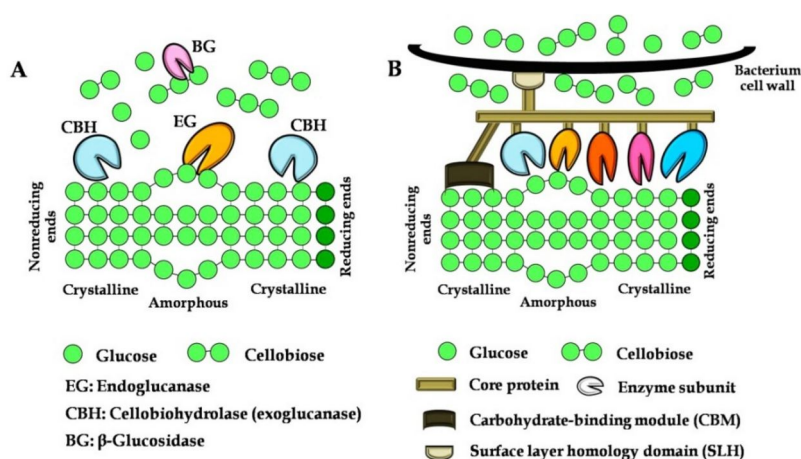 A
BG
CBH
EG
CBH
Nonreducing
ends
Reducing ends
Crystalline
Amorphous
Crystalline
Glucose
Cellobiose
EG: Endoglucanase
CBH: Cellobiohydrolase (exoglucanase)
BG: β-Glucosidase
B
Bacterium
cell wall
Nonreducing
ends
Reducing ends
Crystalline
Amorphous
Crystalline
Glucose
Cellobiose
Core protein
Enzyme subunit
Carbohydrate-binding module (CBM)
Surface layer homology domain (SLH)